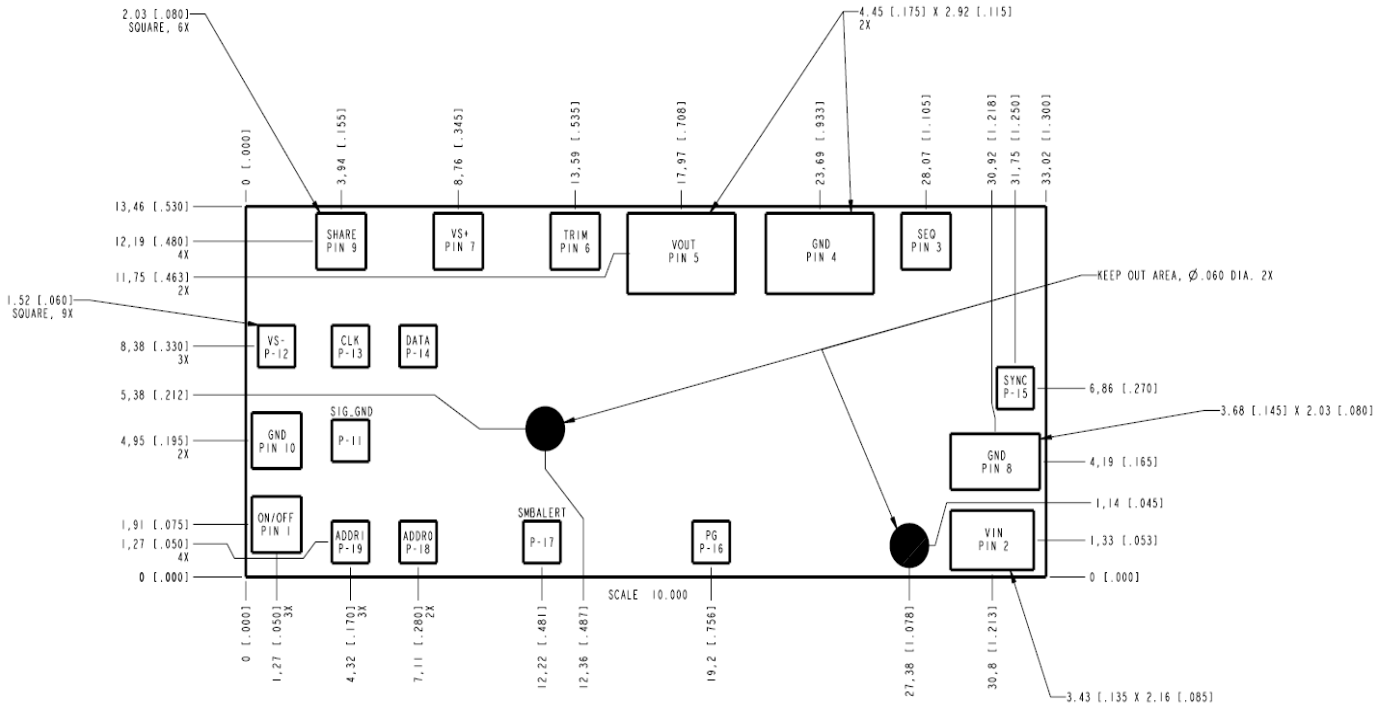 2.03 [.080]
SQUARE, 6X
4.45 [.175] X 2.92 [.115]
2X
0 [.000]
3,94 [.155]
8,76 [.345]
13,59 [.535]
17,97 [.708]
23,69 [.933]
28,07 [1.105]
30,92 [1.218]
31,75 [1.250]
33,02 [1.300]
13,46 [.530]
12,19 [.480]
4X
11,75 [.463]
2X
SHARE
PIN 9
VS+
PIN 7
TRIM
PIN 6
VOUT
PIN 5
GND
PIN 4
SEQ
PIN 3
KEEP OUT AREA, Ø.060 DIA. 2X
1.52 [.060]
SQUARE, 9X
8,38 [.330]
3X
VS-
P-12
CLK
P-13
DATA
P-14
5,38 [.212]
SYNC
P-15
6,86 [.270]
3.68 [.145] X 2.03 [.080]
4,95 [.195]
2X
GND
PIN 10
SIG_GND
P-11
GND
PIN 8
4,19 [.165]
1,14 [.045]
1,91 [.075]
1,27 [.050]
4X
ON/OFF
PIN 1
ADDR1
P-19
ADDR0
P-18
SMBALERT
P-17
PG
P-16
VIN
PIN 2
1,33 [.053]
0 [.000]
0 [.000]
SCALE 10.000
0 [.000]
1,27 [.050]
3X
4,32 [.170]
3X
7,11 [.280]
2X
12,22 [.481]
12,36 [.487]
19,2 [.756]
27,38 [1.078]
30,8 [1.213]
3.43 [.135 X 2.16 [.085]